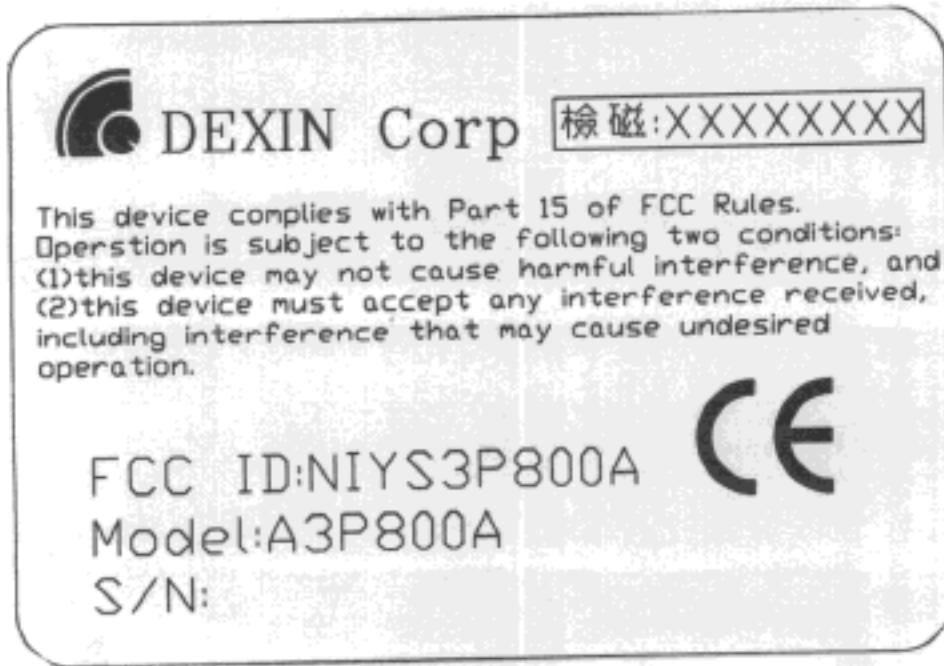 DEXIN Corp 檢磁:XXXXXXXX
This device complies with Part 15 of FCC Rules.
Operstion is subject to the following two conditions:
(1)this device may not cause harmful interference, and
(2)this device must accept any interference received,
including interference that may cause undesired
operation.
CE
FCC ID:NIYS3P800A
Model:A3P800A
S/N: